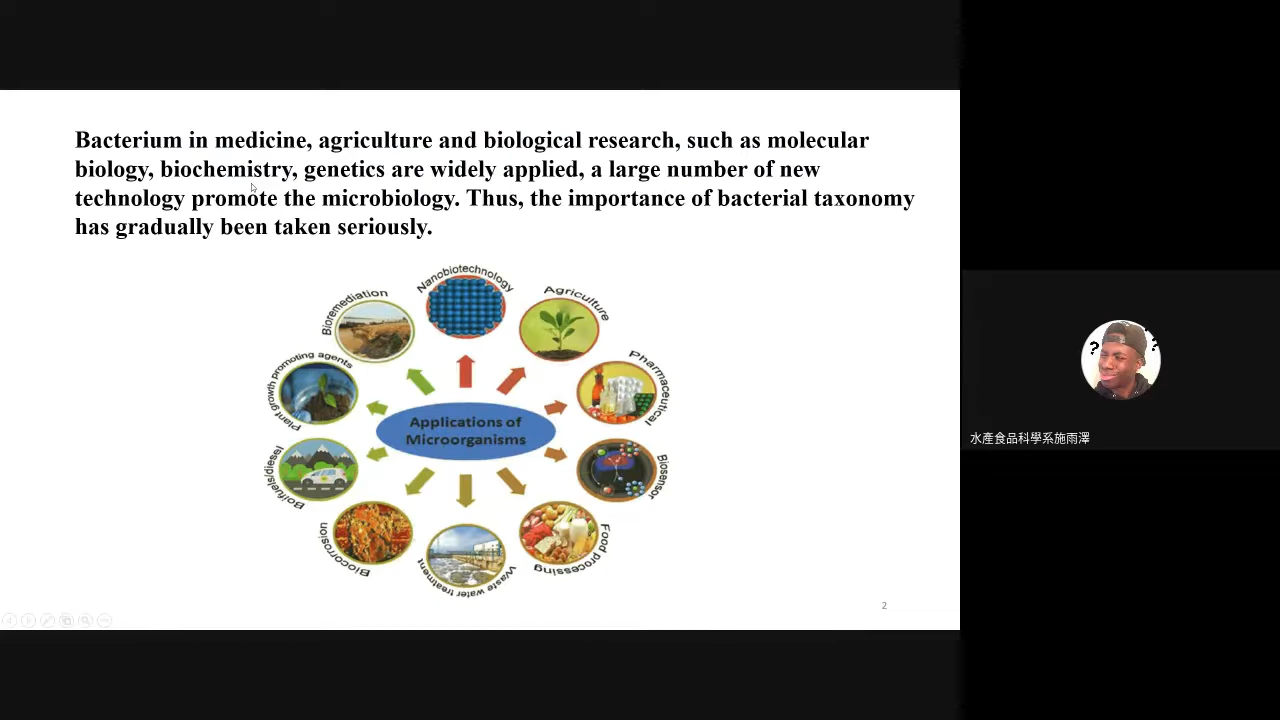 Bacterium in medicine, agriculture and biological research, such as molecular
biology, biochemistry, genetics are widely applied, a large number of new
technology promote the microbiology. Thus, the importance of bacterial taxonomy
has gradually been taken seriously.
Nanobiotechnology
Agriculture
Pharmaceutical
Biosensor
Food processing
Waste water treatment
Biocorrosion
Bo/fuels/diesel
Plant growth promoting agents
Bioremediation
Applications of
Microorganisms
2
? ?
水產食品科學系施雨澤